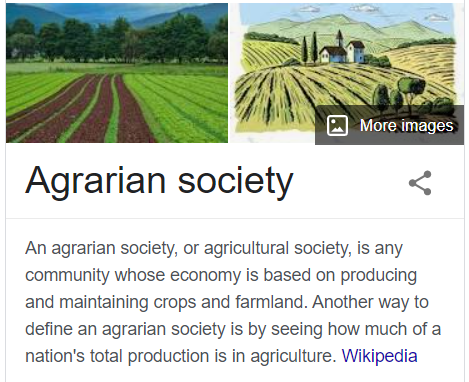 More images
Agrarian society
An agrarian society, or agricultural society, is any
community whose economy is based on producing
and maintaining crops and farmland. Another way to
define an agrarian society is by seeing how much of a
nation's total production is in agriculture. Wikipedia